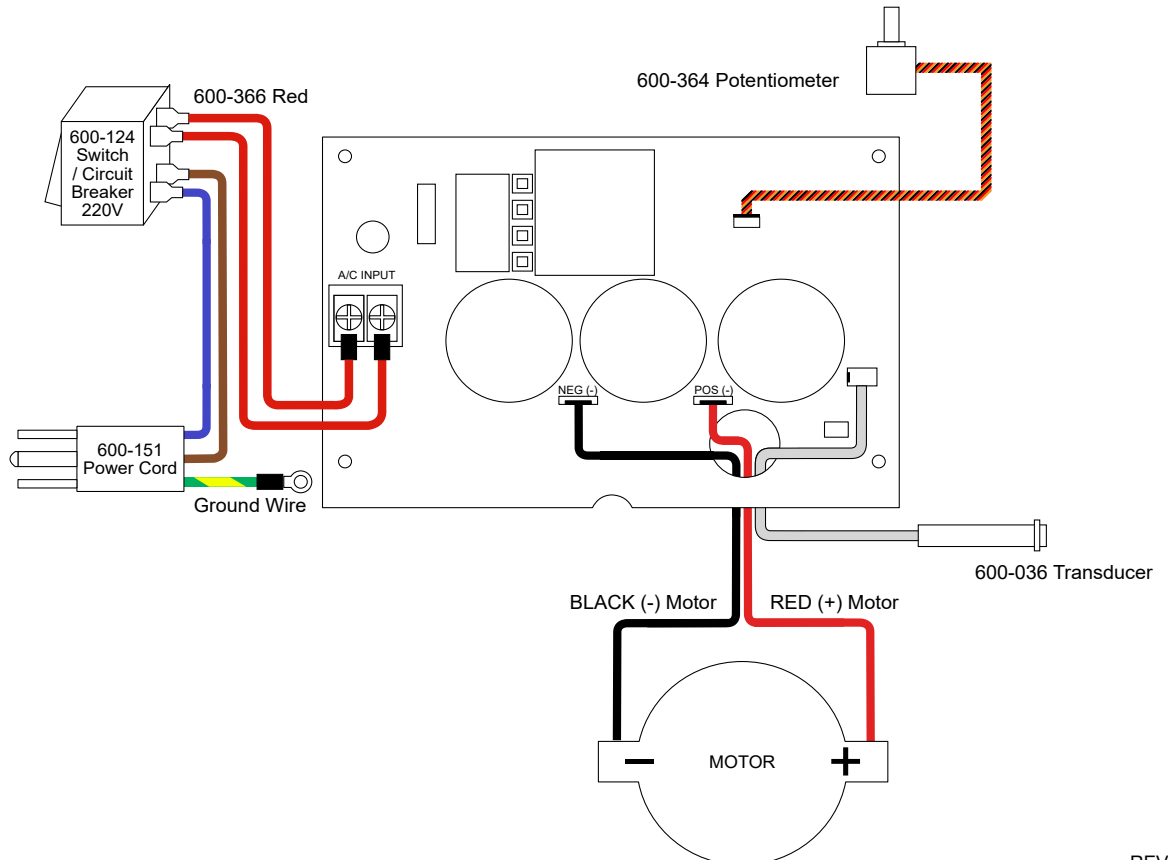 600-364 Potentiometer
600-366 Red
600-124
Switch
/ Circuit
Breaker
220V
A/C INPUT
NEG (-)
POS (-)
600-151
Power Cord
Ground Wire
600-036 Transducer
BLACK (-) Motor
RED (+) Motor
− MOTOR +